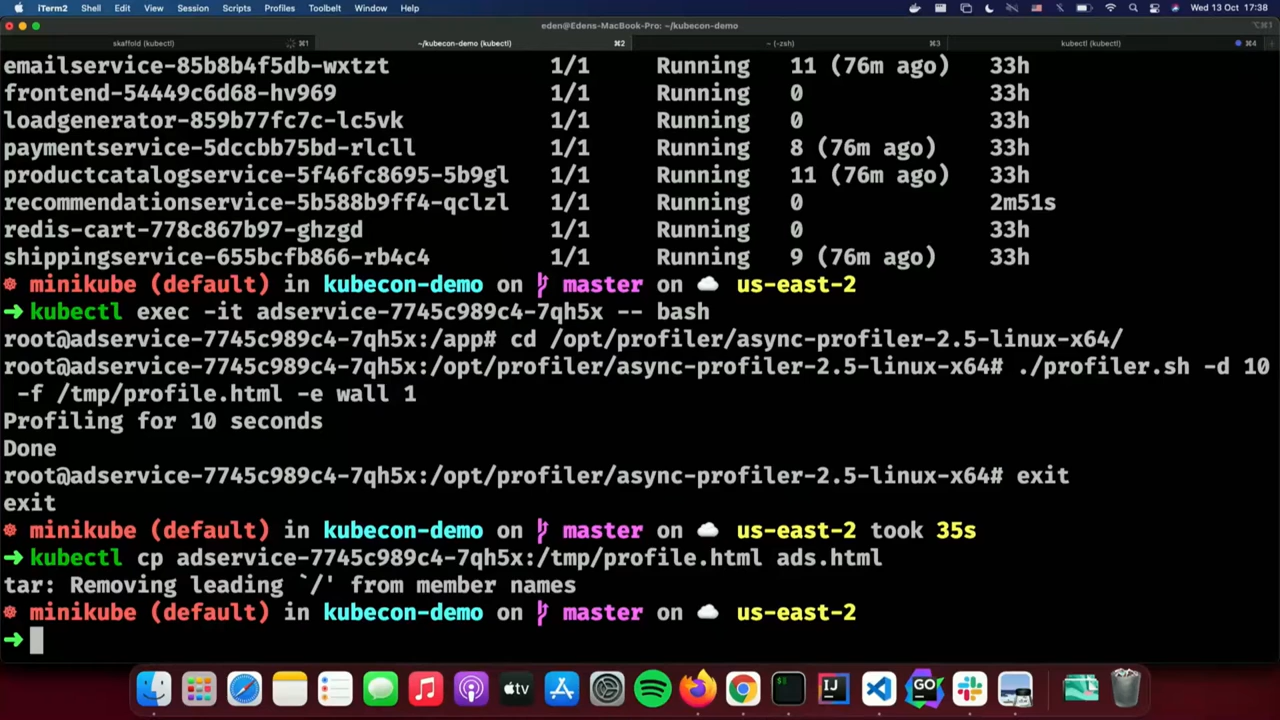 iTerm2 Shell Edit View Session Scripts Profiles Toolbelt Window Help Wed 13 Oct 17:38
eden@Edens-MacBook-Pro: ~/kubecon-demo ⌥⌘1
skaffold (kubectl) ⌘1 ~/kubecon-demo (kubectl) ⌘2 ~ (-zsh) ⌘3 kubectl (kubectl) ⌘4
emailservice-85b8b4f5db-wxtzt 1/1 Running 11 (76m ago) 33h
frontend-54449c6d68-hv969 1/1 Running 0 33h
loadgenerator-859b77fc7c-lc5vk 1/1 Running 0 33h
paymentservice-5dccbb75bd-rlcll 1/1 Running 8 (76m ago) 33h
productcatalogservice-5f46fc8695-5b9gl 1/1 Running 11 (76m ago) 33h
recommendationservice-5b588b9ff4-qclzl 1/1 Running 0 2m51s
redis-cart-778c867b97-ghzgd 1/1 Running 0 33h
shippingservice-655bcfb866-rb4c4 1/1 Running 9 (76m ago) 33h
☸ minikube (default) in kubecon-demo on master on ☁ us-east-2
➜ kubectl exec -it adservice-7745c989c4-7qh5x -- bash
root@adservice-7745c989c4-7qh5x:/app# cd /opt/profiler/async-profiler-2.5-linux-x64/
root@adservice-7745c989c4-7qh5x:/opt/profiler/async-profiler-2.5-linux-x64# ./profiler.sh -d 10
-f /tmp/profile.html -e wall 1
Profiling for 10 seconds
Done
root@adservice-7745c989c4-7qh5x:/opt/profiler/async-profiler-2.5-linux-x64# exit
exit
☸ minikube (default) in kubecon-demo on master on ☁ us-east-2 took 35s
➜ kubectl cp adservice-7745c989c4-7qh5x:/tmp/profile.html ads.html
tar: Removing leading `/' from member names
☸ minikube (default) in kubecon-demo on master on ☁ us-east-2
➜
tv IJ GO